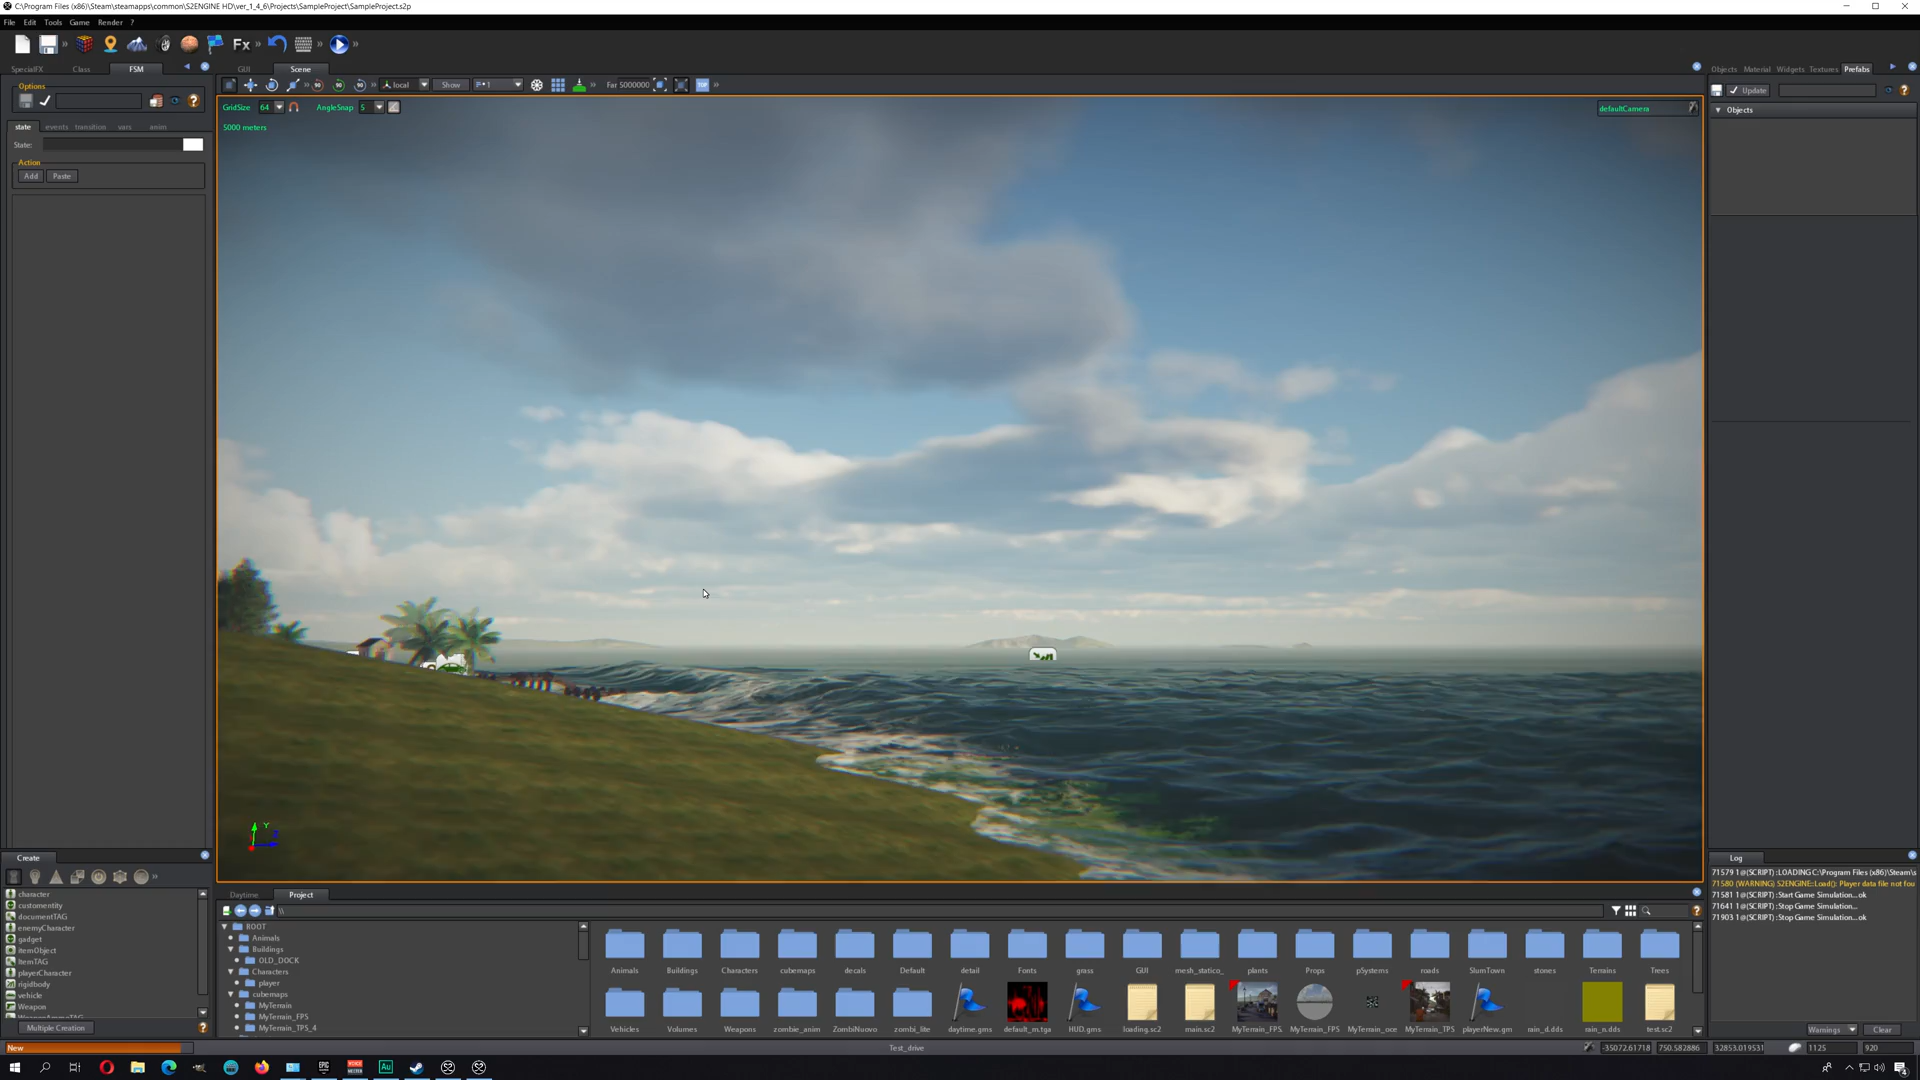 C:\Program Files (x86)\Steam\steamapps\common\S2ENGINE HD\ver_1_4_6\Projects\SampleProject\SampleProject.s2p
File Edit Tools Game Render ?
Fx
SpecialFX Class FSM
GUI Scene
Objects Material Widgets Textures Prefabs
Options
local Show 1 Far 5000000
Update
GridSize 64 AngleSnap 5
defaultCamera
Objects
5000 meters
state events transition vars anim
State:
Action
Add Paste
Y
Z
Create
Log
71579 1@(SCRIPT) :LOADING C:\Program Files (x86)\Steam\s
71580 (WARNING) S2ENGINE::Load(): Player data file not fou
71581 1@(SCRIPT) :Start Game Simulation...ok
71641 1@(SCRIPT) :Stop Game Simulation...
71903 1@(SCRIPT) :Stop Game Simulation...ok
character
customentity
documentTAG
enemyCharacter
gadget
itemObject
ItemTAG
playerCharacter
rigidbody
vehicle
Weapon
WeaponAmmoTAG
Multiple Creation
Daytime Project
\\
ROOT
Animals
Buildings
OLD_DOCK
Characters
player
cubemaps
MyTerrain
MyTerrain_FPS
MyTerrain_TPS_4
Animals Buildings Characters cubemaps decals Default detail Fonts grass GUI mesh_statico_ plants Props pSystems roads SlumTown stones Terrains Trees
Vehicles Volumes Weapons zombie_anim ZombiNuovo zombi_lite daytime.gms default_m.tga HUD.gms loading.sc2 main.sc2 MyTerrain_FPS. MyTerrain_FPS. MyTerrain_oce MyTerrain_TPS playerNew.gm rain_d.dds rain_n.dds test.sc2
Warnings Clear
New
Test_drive
-35072.61718 750.582886 32853.019531 1125 920